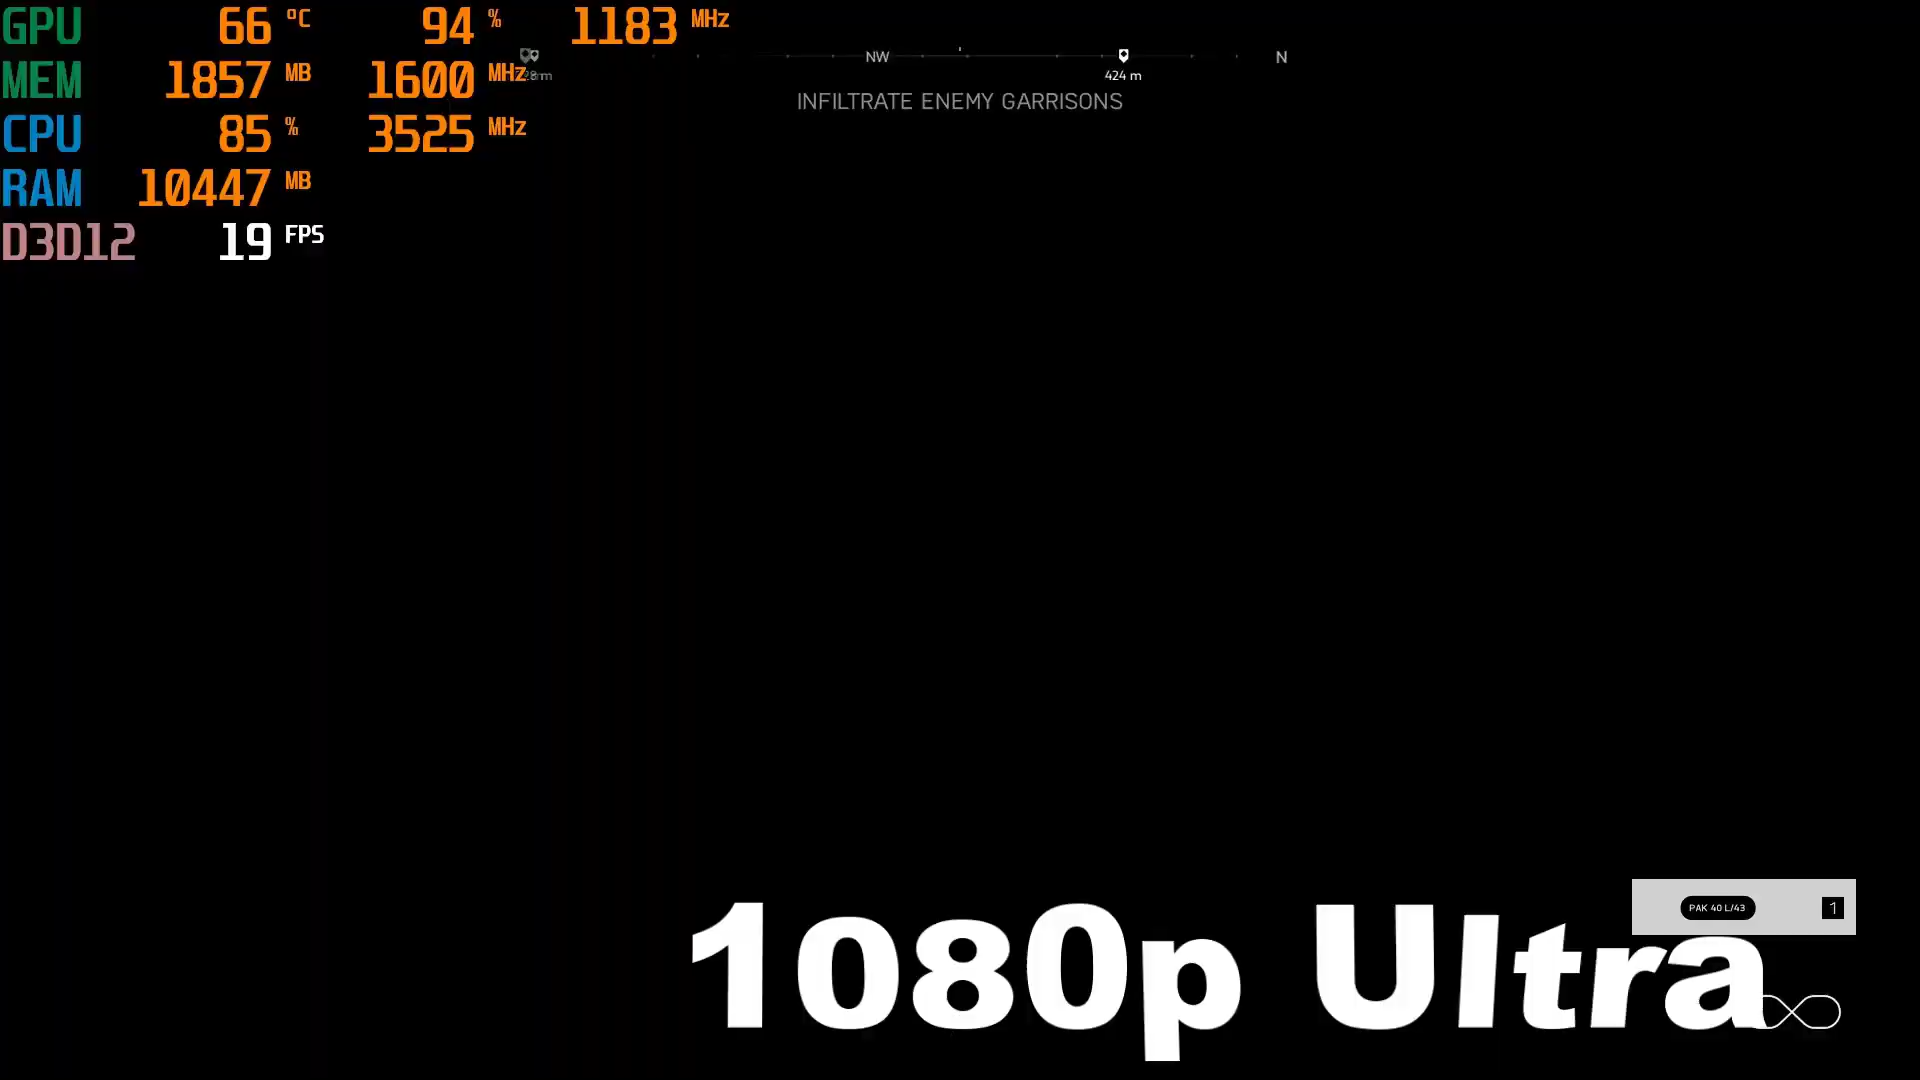 GPU 66 °C 94 % 1183 MHz
MEM 1857 MB 1600 MHz
CPU 85 % 3525 MHz
RAM 10447 MB
D3D12 19 FPS
NW N
424 m
INFILTRATE ENEMY GARRISONS
PAK 40 L/43 1
1080p Ultra